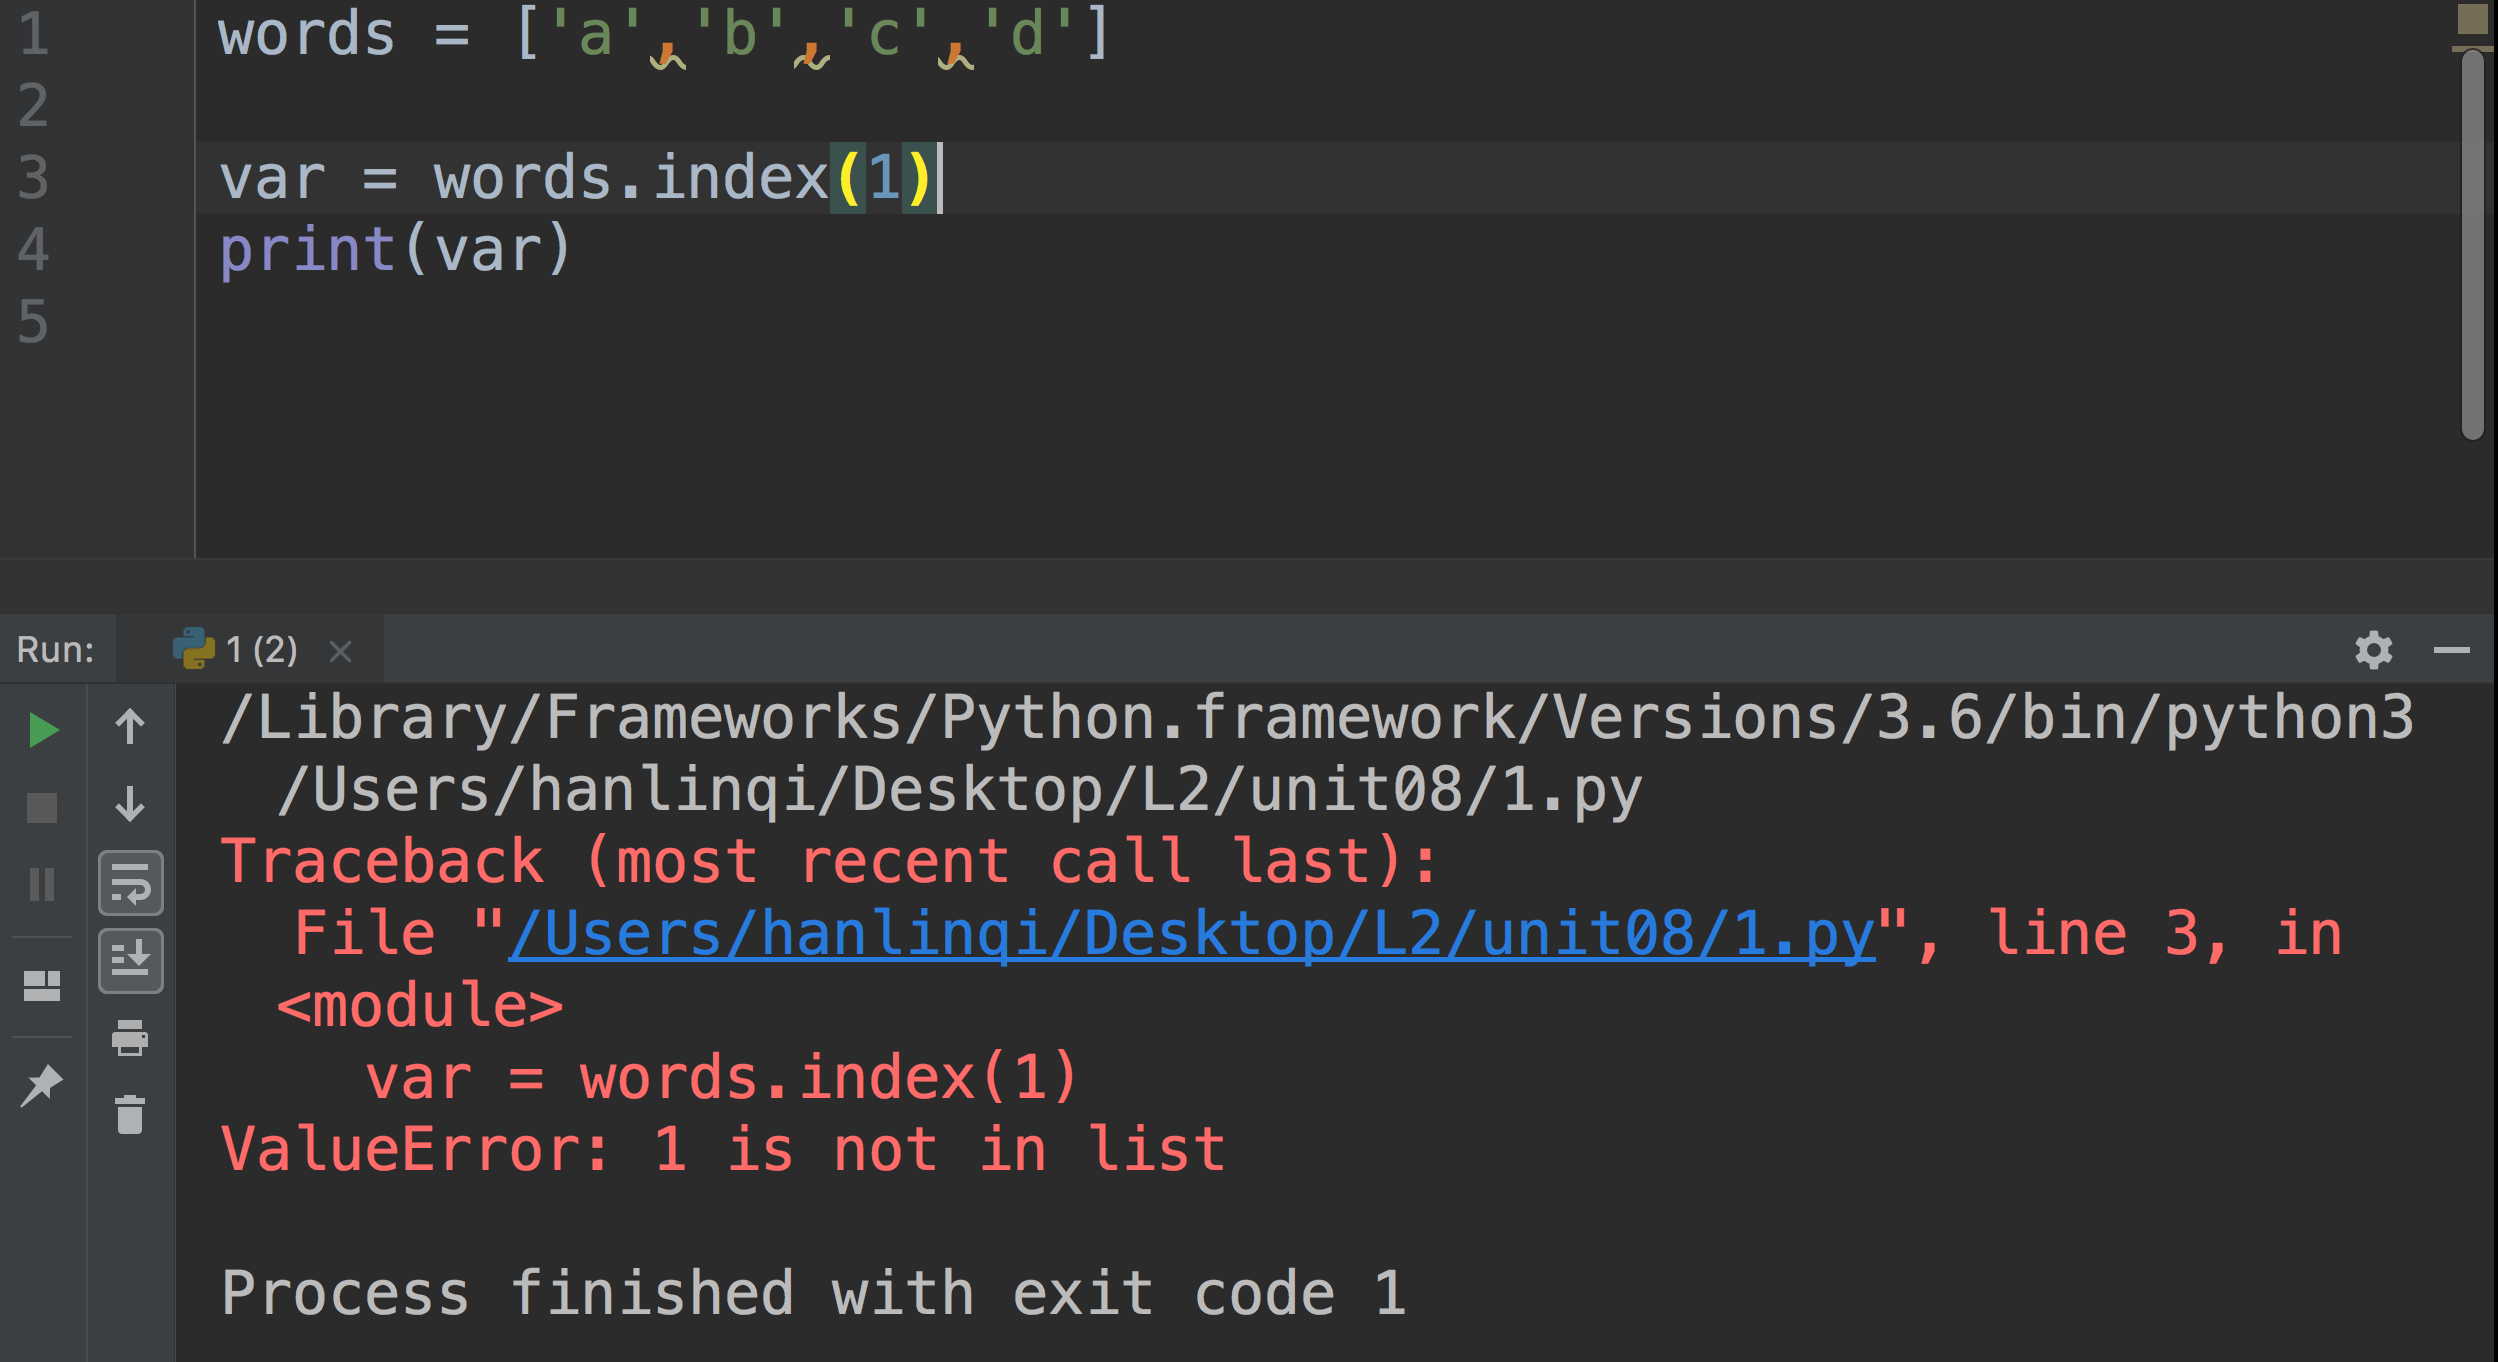 1 words = ['a','b','c','d']
2
3 var = words.index(1)
4 print(var)
5
Run: 1 (2)
/Library/Frameworks/Python.framework/Versions/3.6/bin/python3
/Users/hanlinqi/Desktop/L2/unit08/1.py
Traceback (most recent call last):
File "/Users/hanlinqi/Desktop/L2/unit08/1.py", line 3, in
<module>
var = words.index(1)
ValueError: 1 is not in list
Process finished with exit code 1